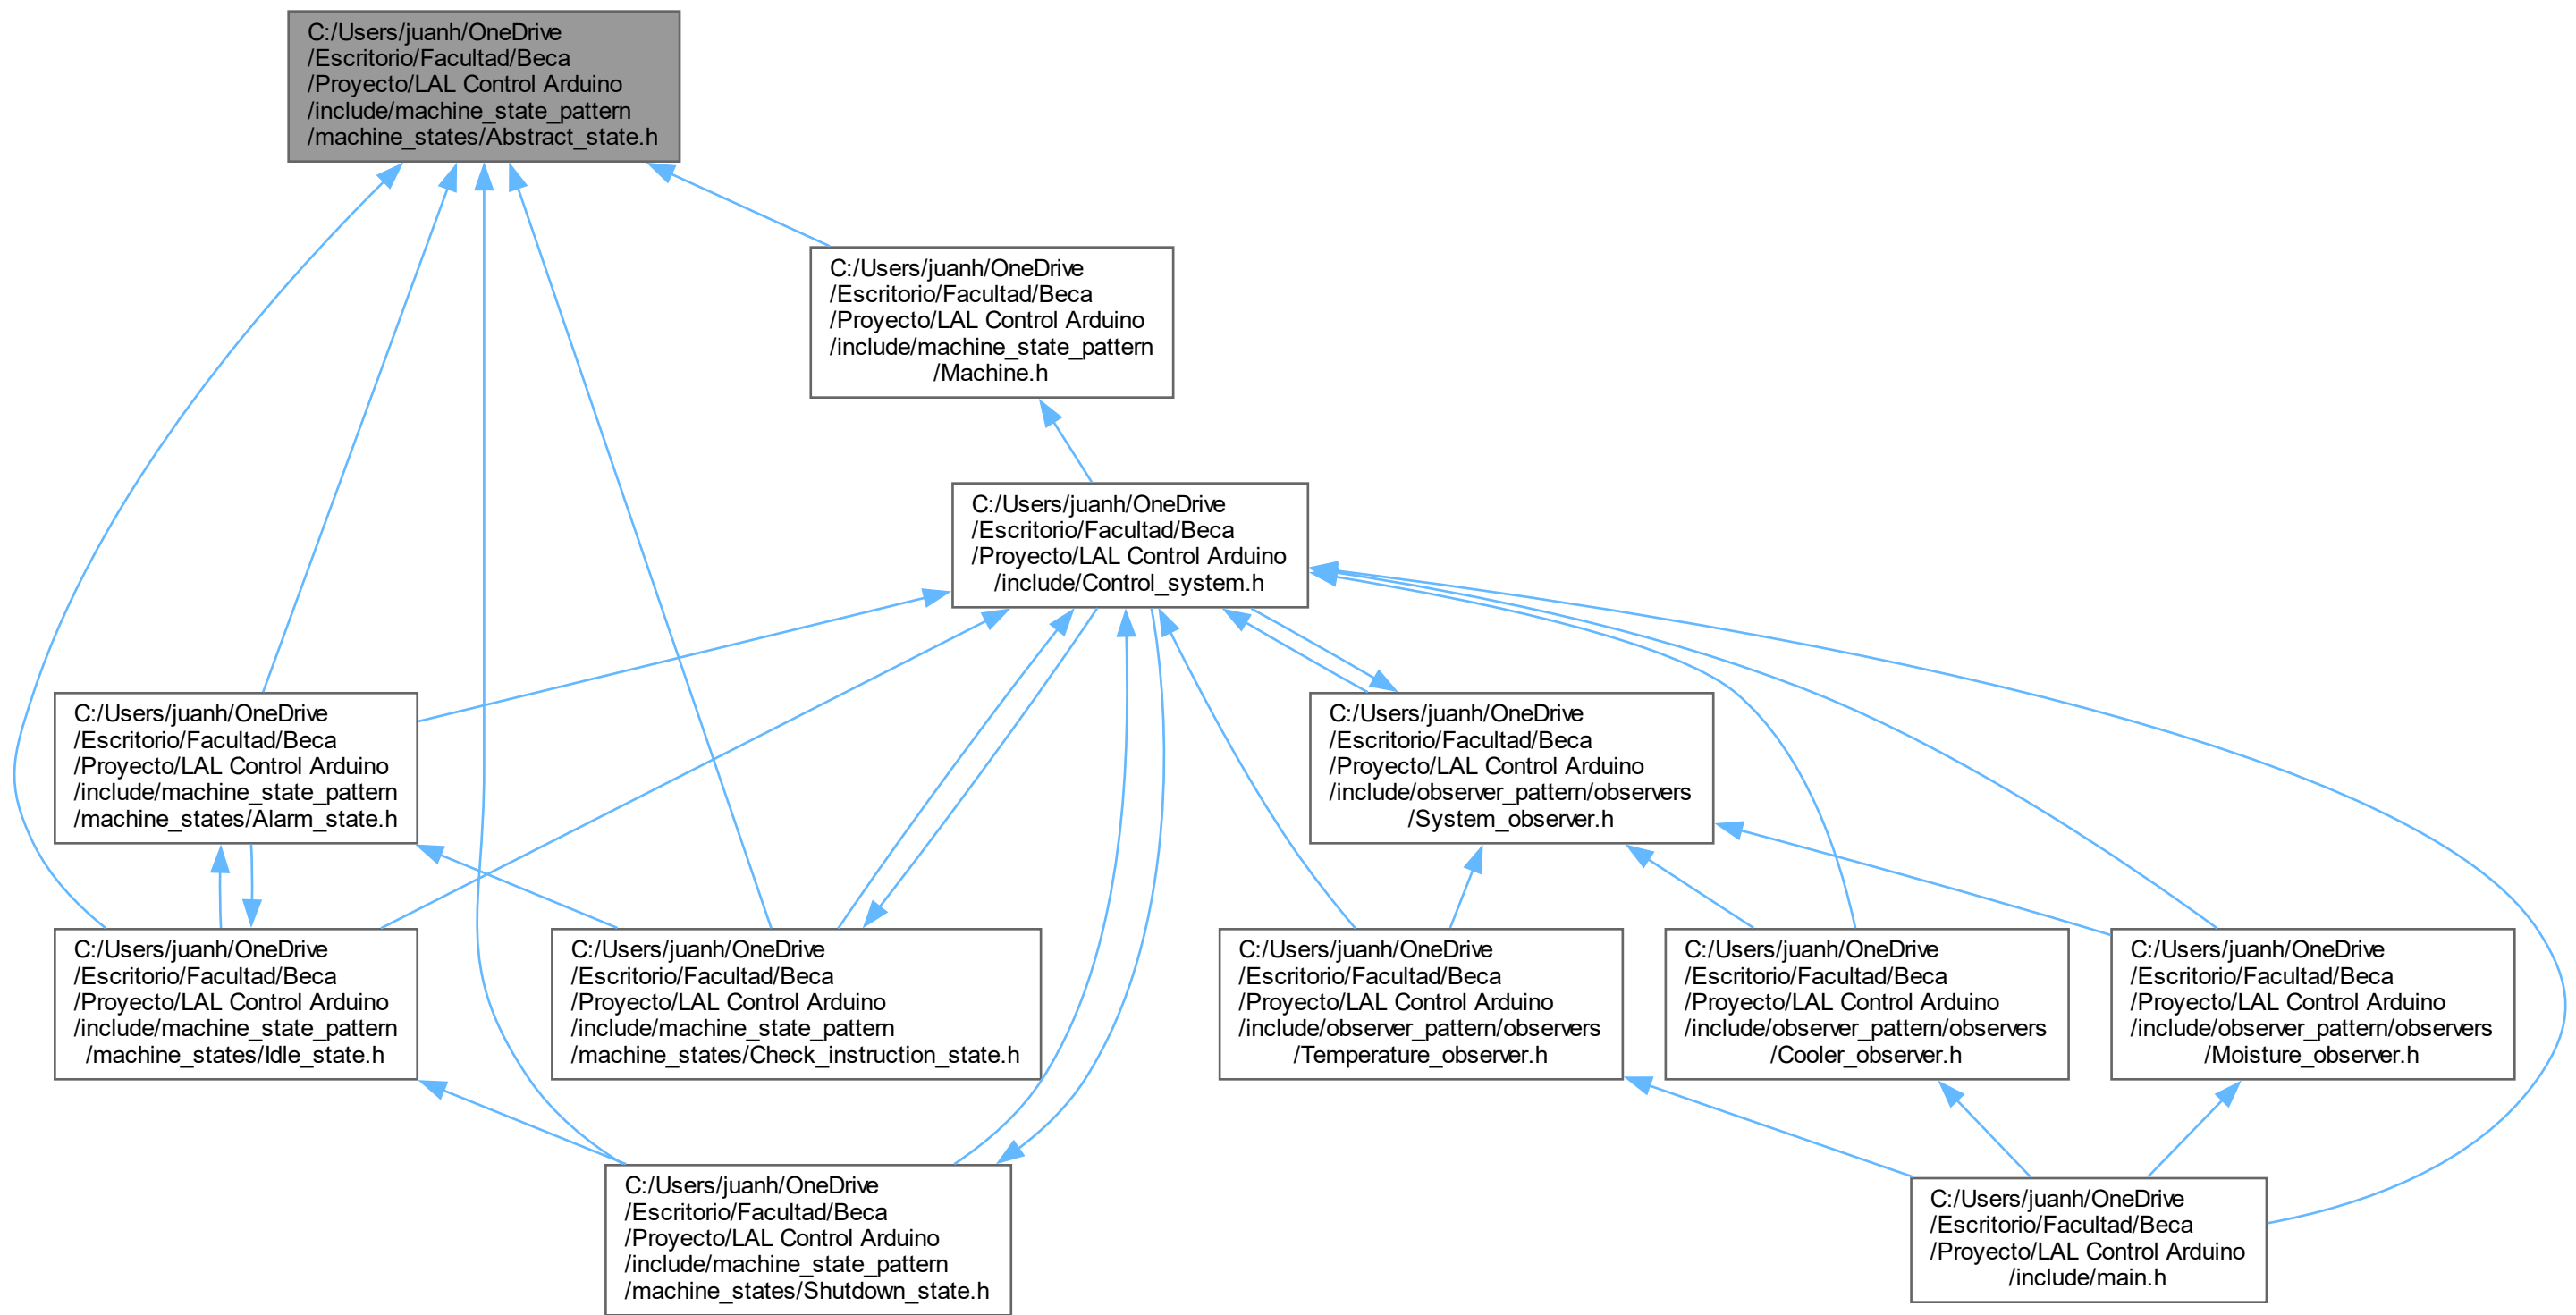 C:/Users/juanh/OneDrive
/Escritorio/Facultad/Beca
/Proyecto/LAL Control Arduino
/include/machine_state_pattern
/machine_states/Abstract_state.h
C:/Users/juanh/OneDrive
/Escritorio/Facultad/Beca
/Proyecto/LAL Control Arduino
/include/machine_state_pattern
/Machine.h
C:/Users/juanh/OneDrive
/Escritorio/Facultad/Beca
/Proyecto/LAL Control Arduino
/include/Control_system.h
C:/Users/juanh/OneDrive
/Escritorio/Facultad/Beca
/Proyecto/LAL Control Arduino
/include/machine_state_pattern
/machine_states/Alarm_state.h
C:/Users/juanh/OneDrive
/Escritorio/Facultad/Beca
/Proyecto/LAL Control Arduino
/include/observer_pattern/observers
/System_observer.h
C:/Users/juanh/OneDrive
/Escritorio/Facultad/Beca
/Proyecto/LAL Control Arduino
/include/machine_state_pattern
/machine_states/Idle_state.h
C:/Users/juanh/OneDrive
/Escritorio/Facultad/Beca
/Proyecto/LAL Control Arduino
/include/machine_state_pattern
/machine_states/Check_instruction_state.h
C:/Users/juanh/OneDrive
/Escritorio/Facultad/Beca
/Proyecto/LAL Control Arduino
/include/observer_pattern/observers
/Temperature_observer.h
C:/Users/juanh/OneDrive
/Escritorio/Facultad/Beca
/Proyecto/LAL Control Arduino
/include/observer_pattern/observers
/Cooler_observer.h
C:/Users/juanh/OneDrive
/Escritorio/Facultad/Beca
/Proyecto/LAL Control Arduino
/include/observer_pattern/observers
/Moisture_observer.h
C:/Users/juanh/OneDrive
/Escritorio/Facultad/Beca
/Proyecto/LAL Control Arduino
/include/machine_state_pattern
/machine_states/Shutdown_state.h
C:/Users/juanh/OneDrive
/Escritorio/Facultad/Beca
/Proyecto/LAL Control Arduino
/include/main.h